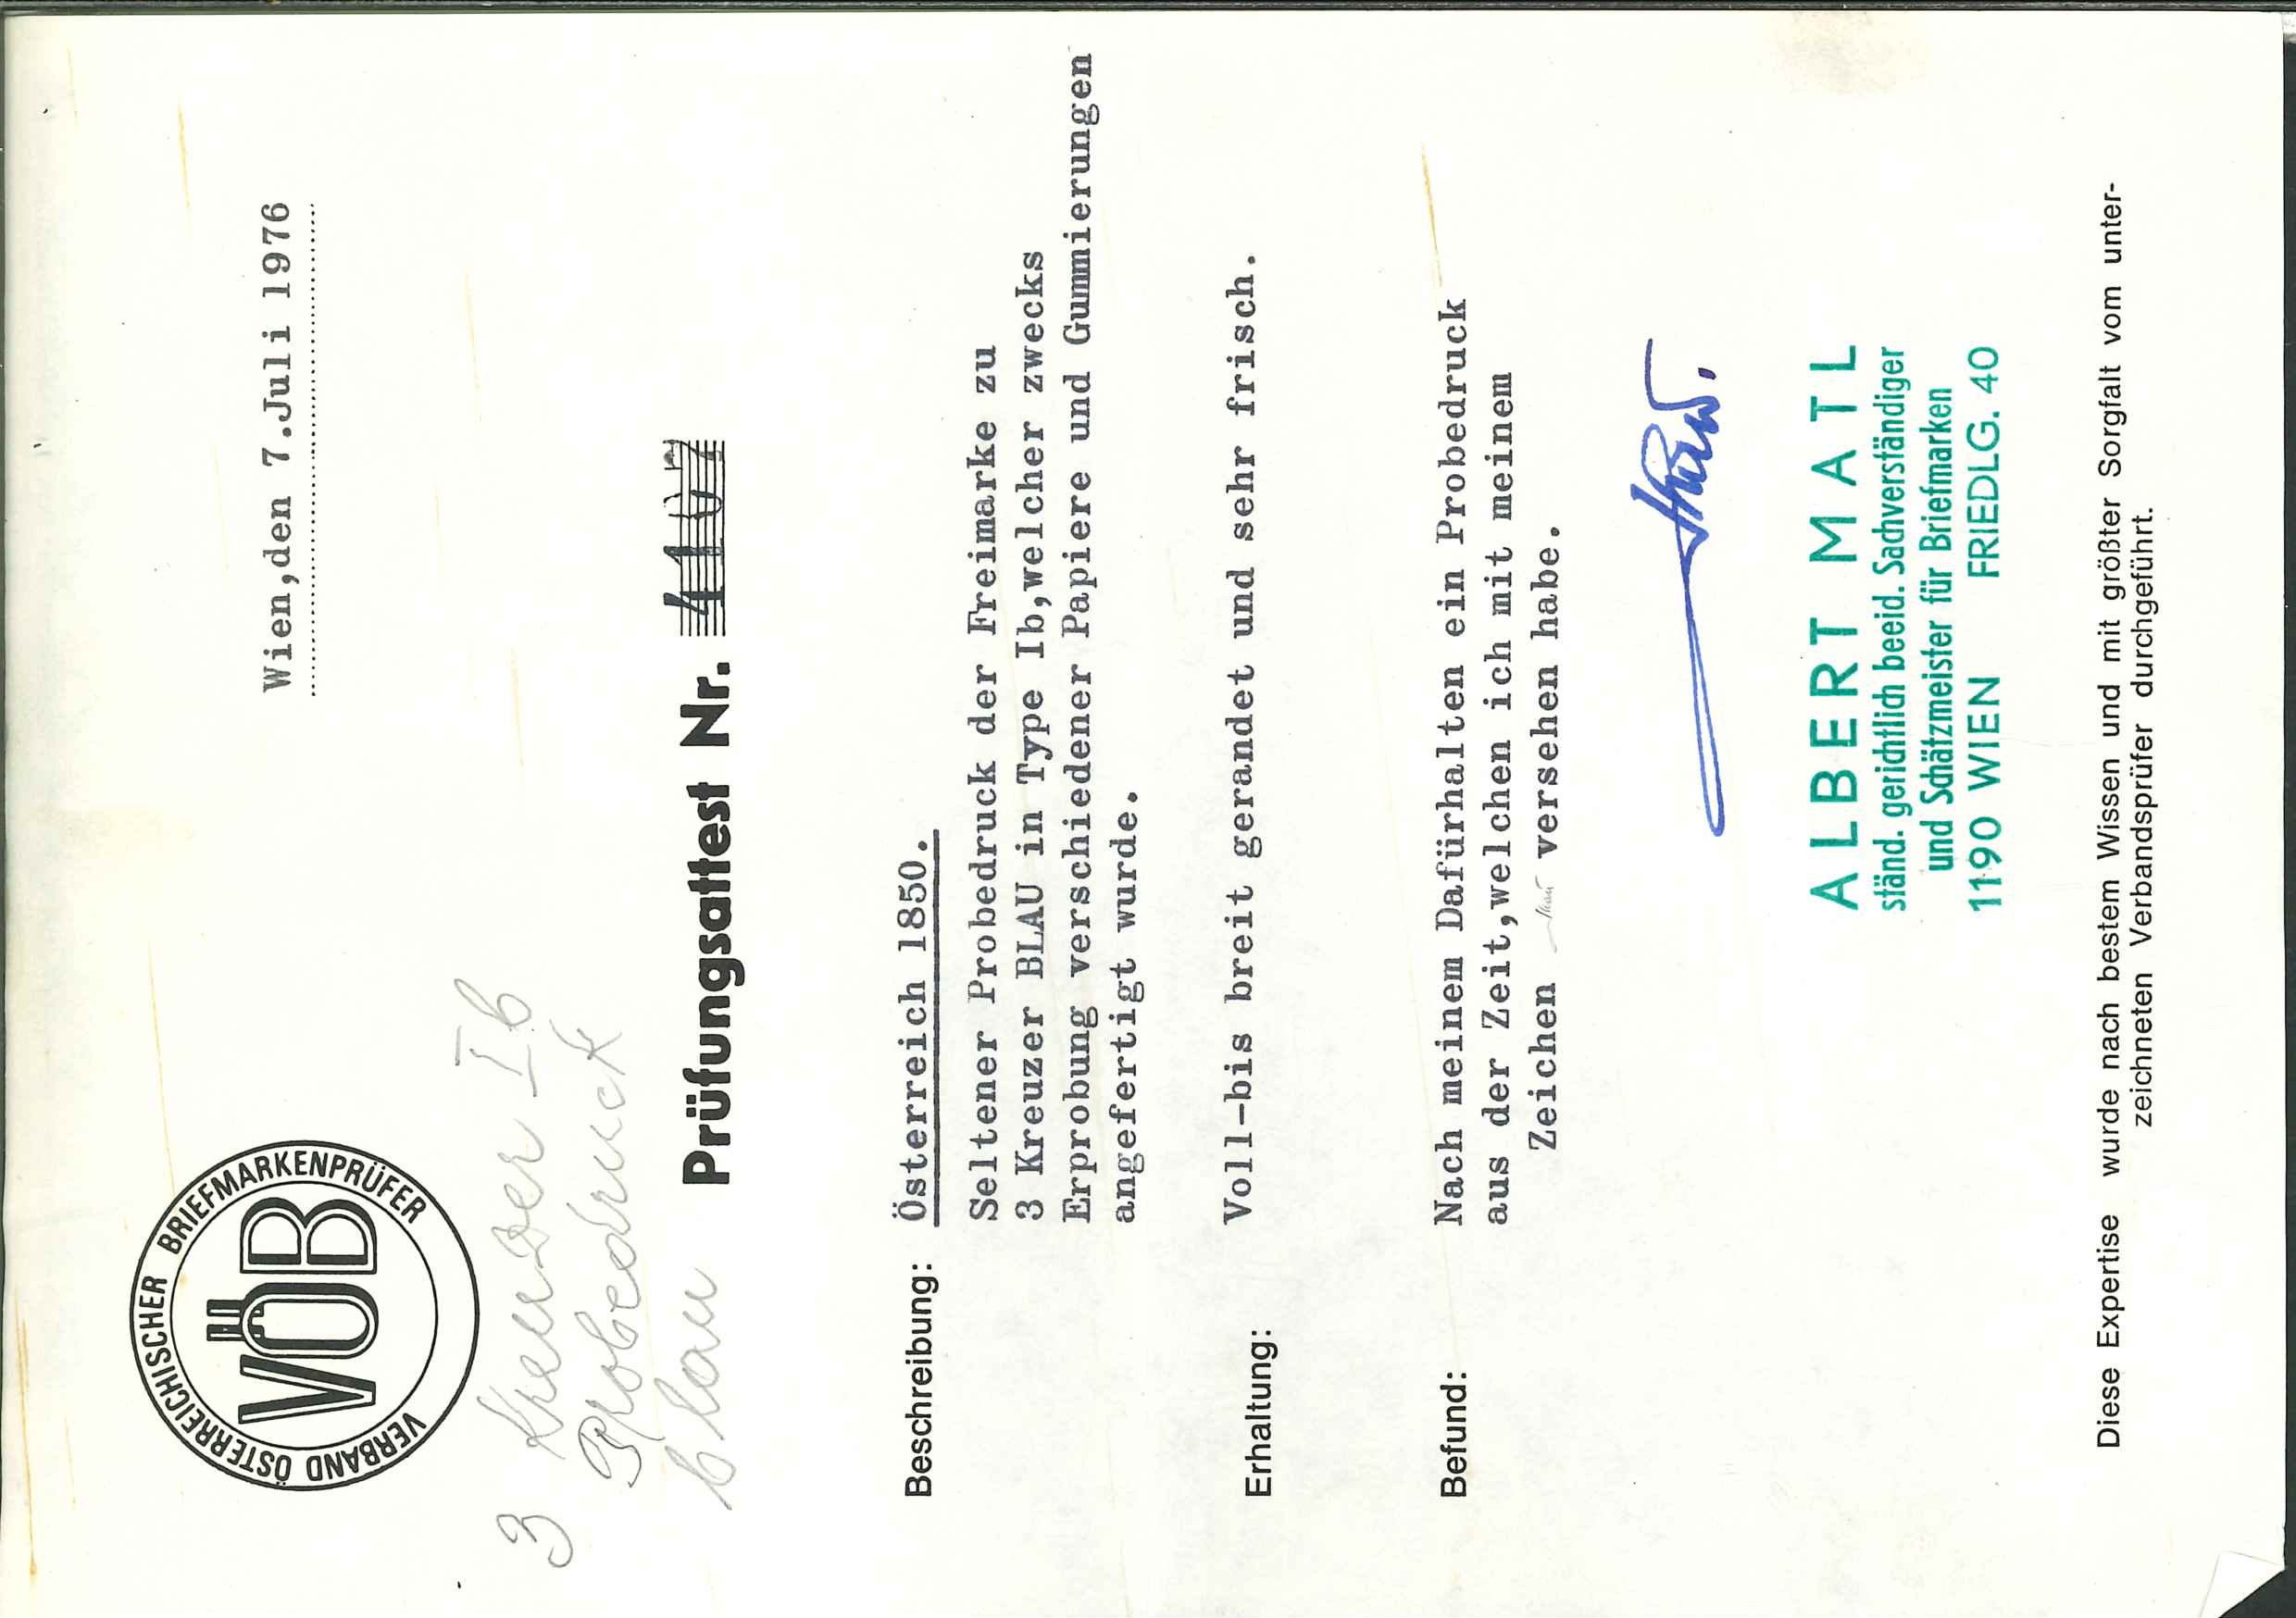 VERBAND ÖSTERREICHISCHER BRIEFMARKENPRÜFER
VÖB
Wien,den 7.Juli 1976
3 Kreuzer Ib
Probedruck
blau
Prüfungsattest Nr. 4107
Beschreibung: Österreich 1850.
Seltener Probedruck der Freimarke zu
3 Kreuzer BLAU in Type Ib,welcher zwecks
Erprobung verschiedener Papiere und Gummierungen
angefertigt wurde.
Erhaltung: Voll-bis breit gerandet und sehr frisch.
Befund: Nach meinem Dafürhalten ein Probedruck
aus der Zeit,welchen ich mit meinem
Zeichen versehen habe.
ALBERT MATL
ständ. gerichtlich beeid. Sachverständiger
und Schätzmeister für Briefmarken
1190 WIEN FRIEDLG. 40
Diese Expertise wurde nach bestem Wissen und mit größter Sorgfalt vom unter-
zeichneten Verbandsprüfer durchgeführt.